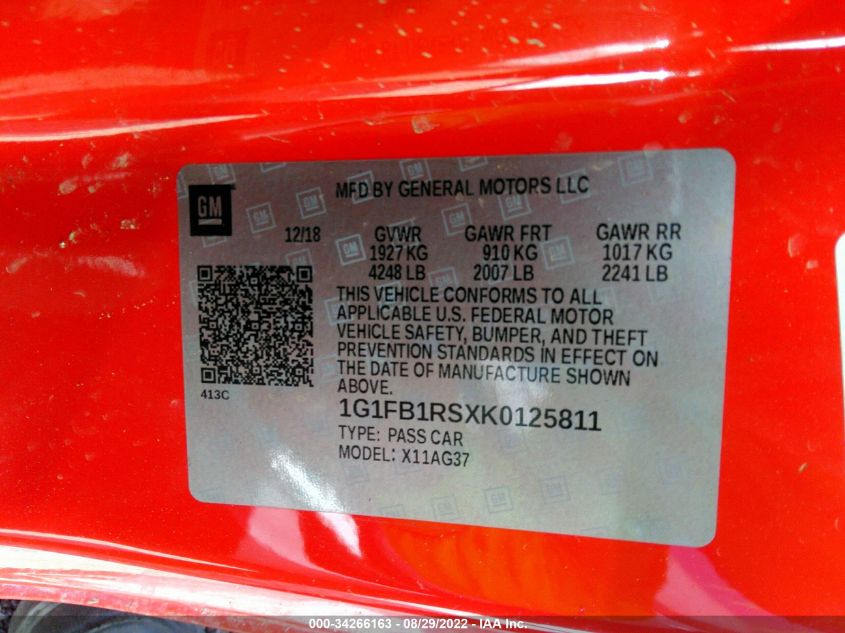 MFD BY GENERAL MOTORS LLC
GM
12/18 GVWR GAWR FRT GAWR RR
1927 KG 910 KG 1017 KG
4248 LB 2007 LB 2241 LB
THIS VEHICLE CONFORMS TO ALL
APPLICABLE U.S. FEDERAL MOTOR
VEHICLE SAFETY, BUMPER, AND THEFT
PREVENTION STANDARDS IN EFFECT ON
THE DATE OF MANUFACTURE SHOWN
ABOVE.
413C
1G1FB1RSXK0125811
TYPE: PASS CAR
MODEL: X11AG37
000-34266163 - 08/29/2022 - IAA Inc.